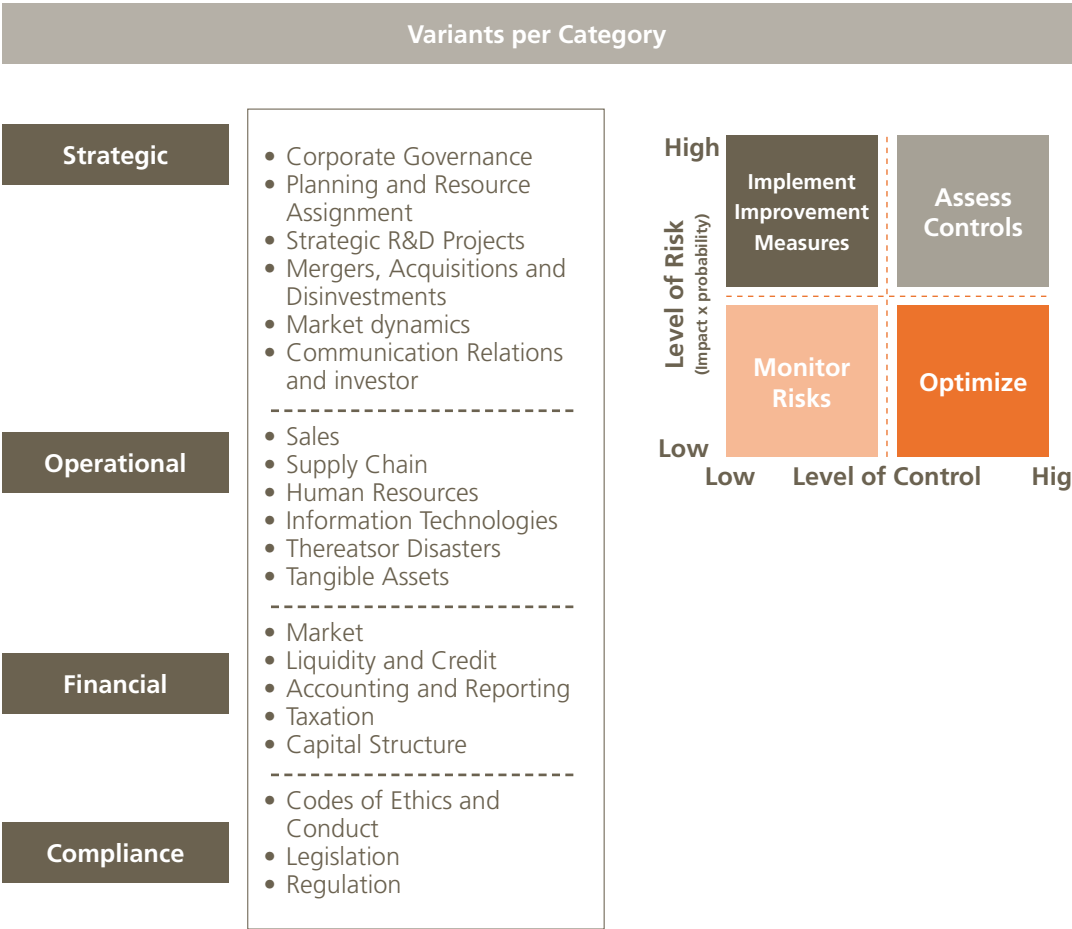 Variants per Category
Strategic
• Corporate Governance
• Planning and Resource
Assignment
• Strategic R&D Projects
• Mergers, Acquisitions and
Disinvestments
• Market dynamics
• Communication Relations
and investor
Operational
• Sales
• Supply Chain
• Human Resources
• Information Technologies
• Thereatsor Disasters
• Tangible Assets
Financial
• Market
• Liquidity and Credit
• Accounting and Reporting
• Taxation
• Capital Structure
Compliance
• Codes of Ethics and
Conduct
• Legislation
• Regulation
High
Level of Risk
(Impact x probability)
Low
Implement
Improvement
Measures
Assess
Controls
Monitor
Risks
Optimize
Low Level of Control Hig